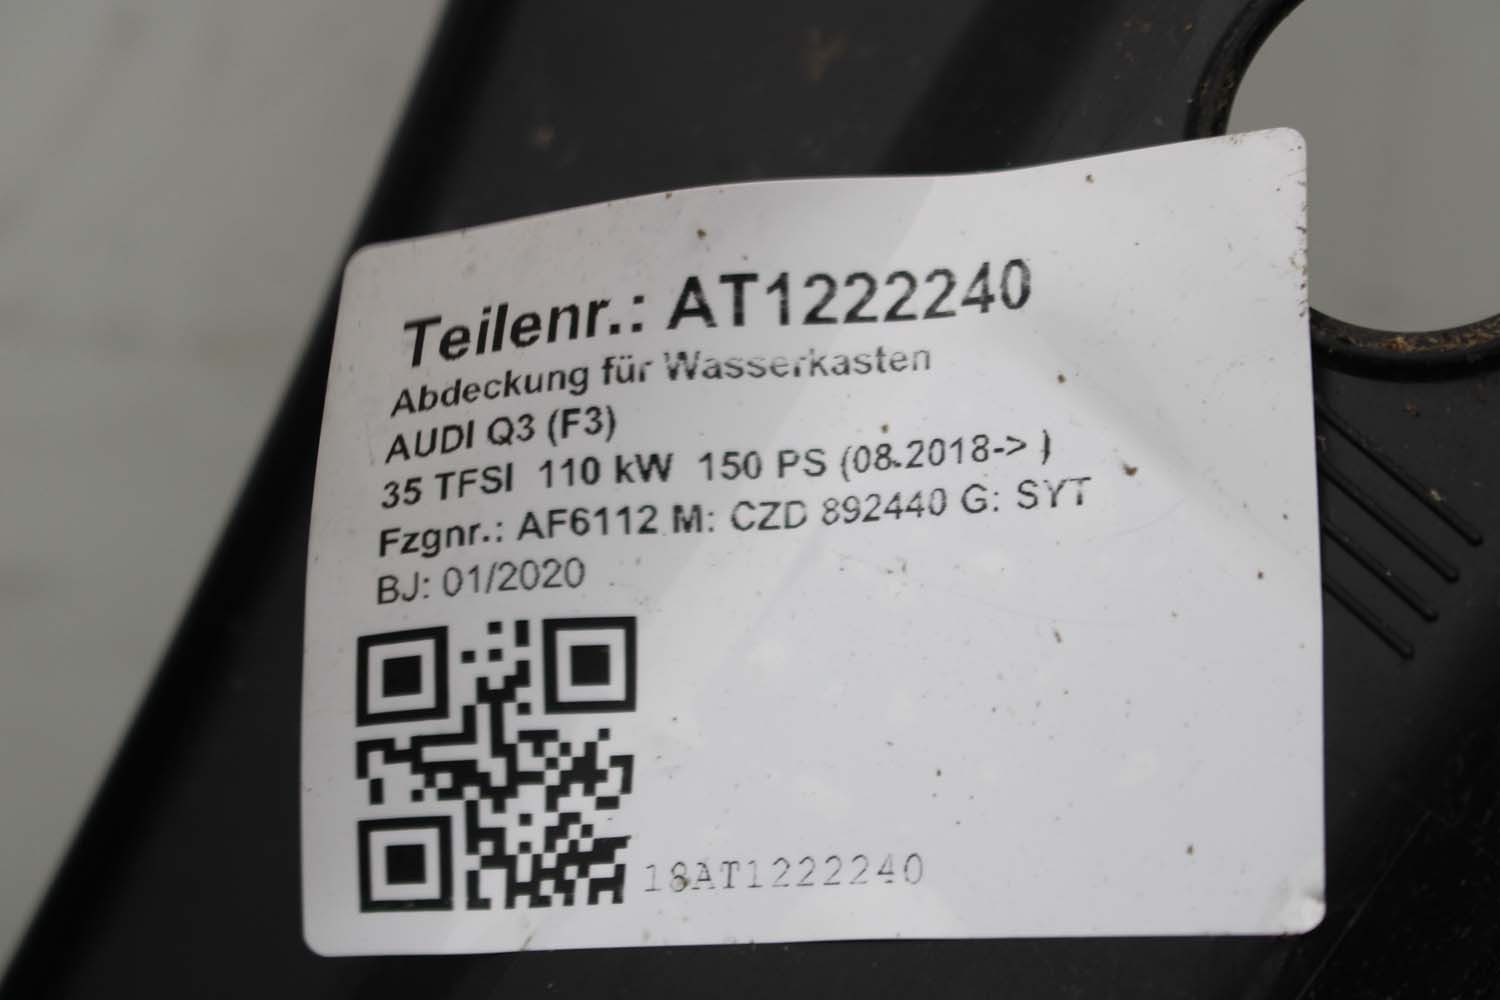 Teilenr.: AT1222240
Abdeckung für Wasserkasten
AUDI Q3 (F3)
35 TFSI 110 kW 150 PS (08.2018-> )
Fzgnr.: AF6112 M: CZD 892440 G: SYT
BJ: 01/2020
18AT1222240